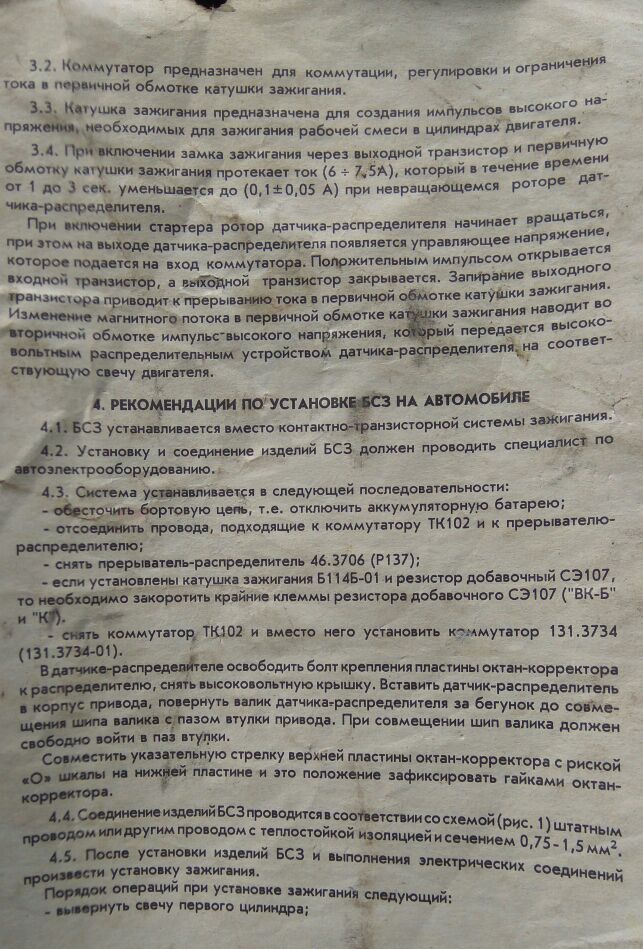 3.2. Коммутатор предназначен для коммутации, регулировки и ограничения
тока в первичной обмотке катушки зажигания.
3.3. Катушка зажигания предназначена для создания импульсов высокого на-
пряжения, необходимых для зажигания рабочей смеси в цилиндрах двигателя.
3.4. При включении замка зажигания через выходной транзистор и первичную
обмотку катушки зажигания протекает ток (6 ÷ 7,5А), который в течение времени
от 1 до 3 сек. уменьшается до (0,1±0,05 А) при невращающемся роторе дат-
чика-распределителя.
При включении стартера ротор датчика-распределителя начинает вращаться,
при этом на выходе датчика-распределителя появляется управляющее напряжение,
которое подается на вход коммутатора. Положительным импульсом открывается
входной транзистор, а выходной транзистор закрывается. Запирание выходного
транзистора приводит к прерыванию тока в первичной обмотке катушки зажигания.
Изменение магнитного потока в первичной обмотке катушки зажигания наводит во
вторичной обмотке импульс высокого напряжения, который передается высоко-
вольтным распределительным устройством датчика-распределителя на соответ-
ствующую свечу двигателя.
4. РЕКОМЕНДАЦИИ ПО УСТАНОВКЕ БСЗ НА АВТОМОБИЛЕ
4.1. БСЗ устанавливается вместо контактно-транзисторной системы зажигания.
4.2. Установку и соединение изделий БСЗ должен проводить специалист по
автоэлектрооборудованию.
4.3. Система устанавливается в следующей последовательности:
- обесточить бортовую цепь, т.е. отключить аккумуляторную батарею;
- отсоединить провода, подходящие к коммутатору ТК102 и к прерывателю-
распределителю;
- снять прерыватель-распределитель 46.3706 (Р137);
- если установлены катушка зажигания Б114Б-01 и резистор добавочный СЭ107,
то необходимо закоротить крайние клеммы резистора добавочного СЭ107 ("ВК-Б"
и "К").
- снять коммутатор ТК102 и вместо него установить коммутатор 131.3734
(131.3734-01).
В датчике-распределителе освободить болт крепления пластины октан-корректора
к распределителю, снять высоковольтную крышку. Вставить датчик-распределитель
в корпус привода, повернуть валик датчика-распределителя за бегунок до совме-
щения шипа валика с пазом втулки привода. При совмещении шип валика должен
свободно войти в паз втулки.
Совместить указательную стрелку верхней пластины октан-корректора с риской
«О» шкалы на нижней пластине и это положение зафиксировать гайками октан-
корректора.
4.4. Соединение изделий БСЗ проводится в соответствии со схемой (рис. 1) штатным
проводом или другим проводом с теплостойкой изоляцией и сечением 0,75-1,5 мм².
4.5. После установки изделий БСЗ и выполнения электрических соединений
произвести установку зажигания.
Порядок операций при установке зажигания следующий:
- вывернуть свечу первого цилиндра;